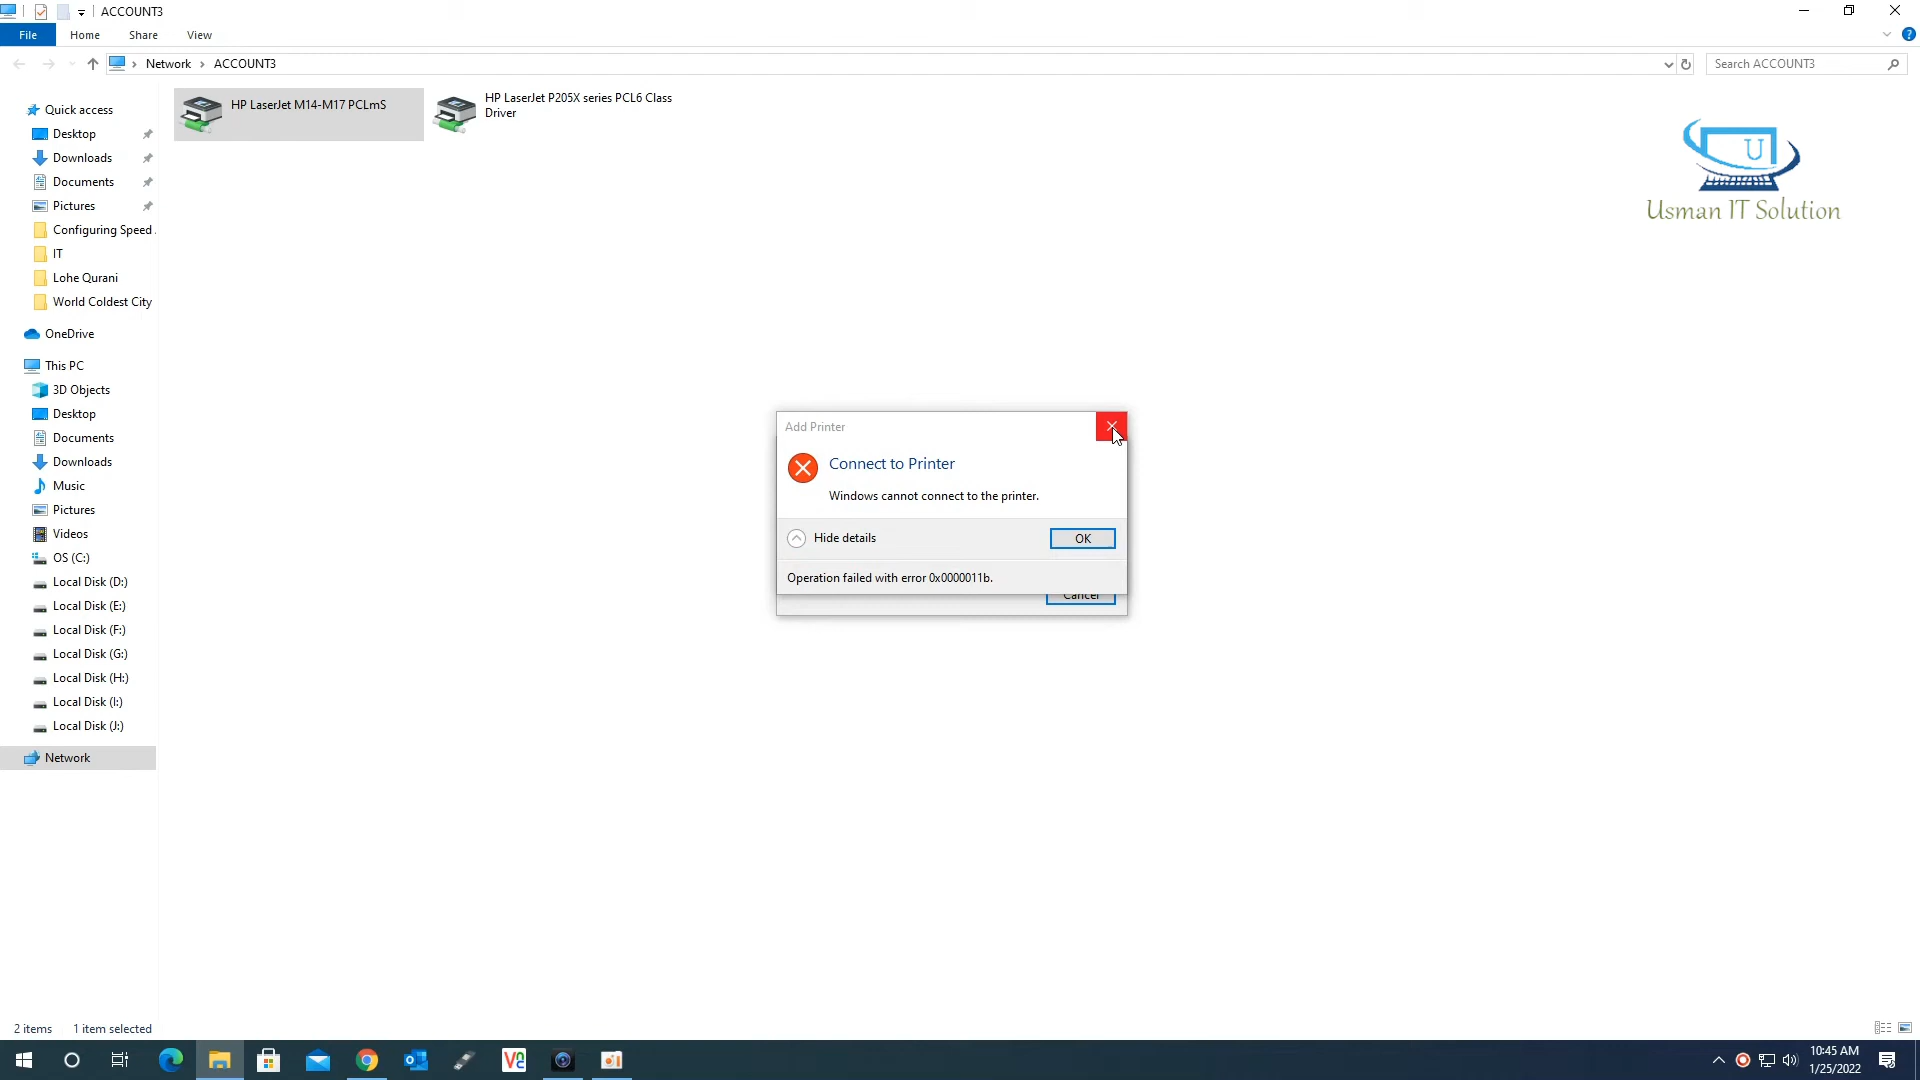 ACCOUNT3
File
Home
Share
View
Network
ACCOUNT3
Search ACCOUNT3
Quick access
Desktop
Downloads
Documents
Pictures
Configuring Speed .
IT
Lohe Qurani
World Coldest City
OneDrive
This PC
3D Objects
Desktop
Documents
Downloads
Music
Pictures
Videos
OS (C:)
Local Disk (D:)
Local Disk (E:)
Local Disk (F:)
Local Disk (G:)
Local Disk (H:)
Local Disk (I:)
Local Disk (J:)
Network
HP LaserJet M14-M17 PCLmS
HP LaserJet P205X series PCL6 Class
Driver
U
Usman IT Solution
Add Printer
Connect to Printer
Windows cannot connect to the printer.
Hide details
OK
Operation failed with error 0x0000011b.
Cancel
2 items
1 item selected
10:45 AM
1/25/2022